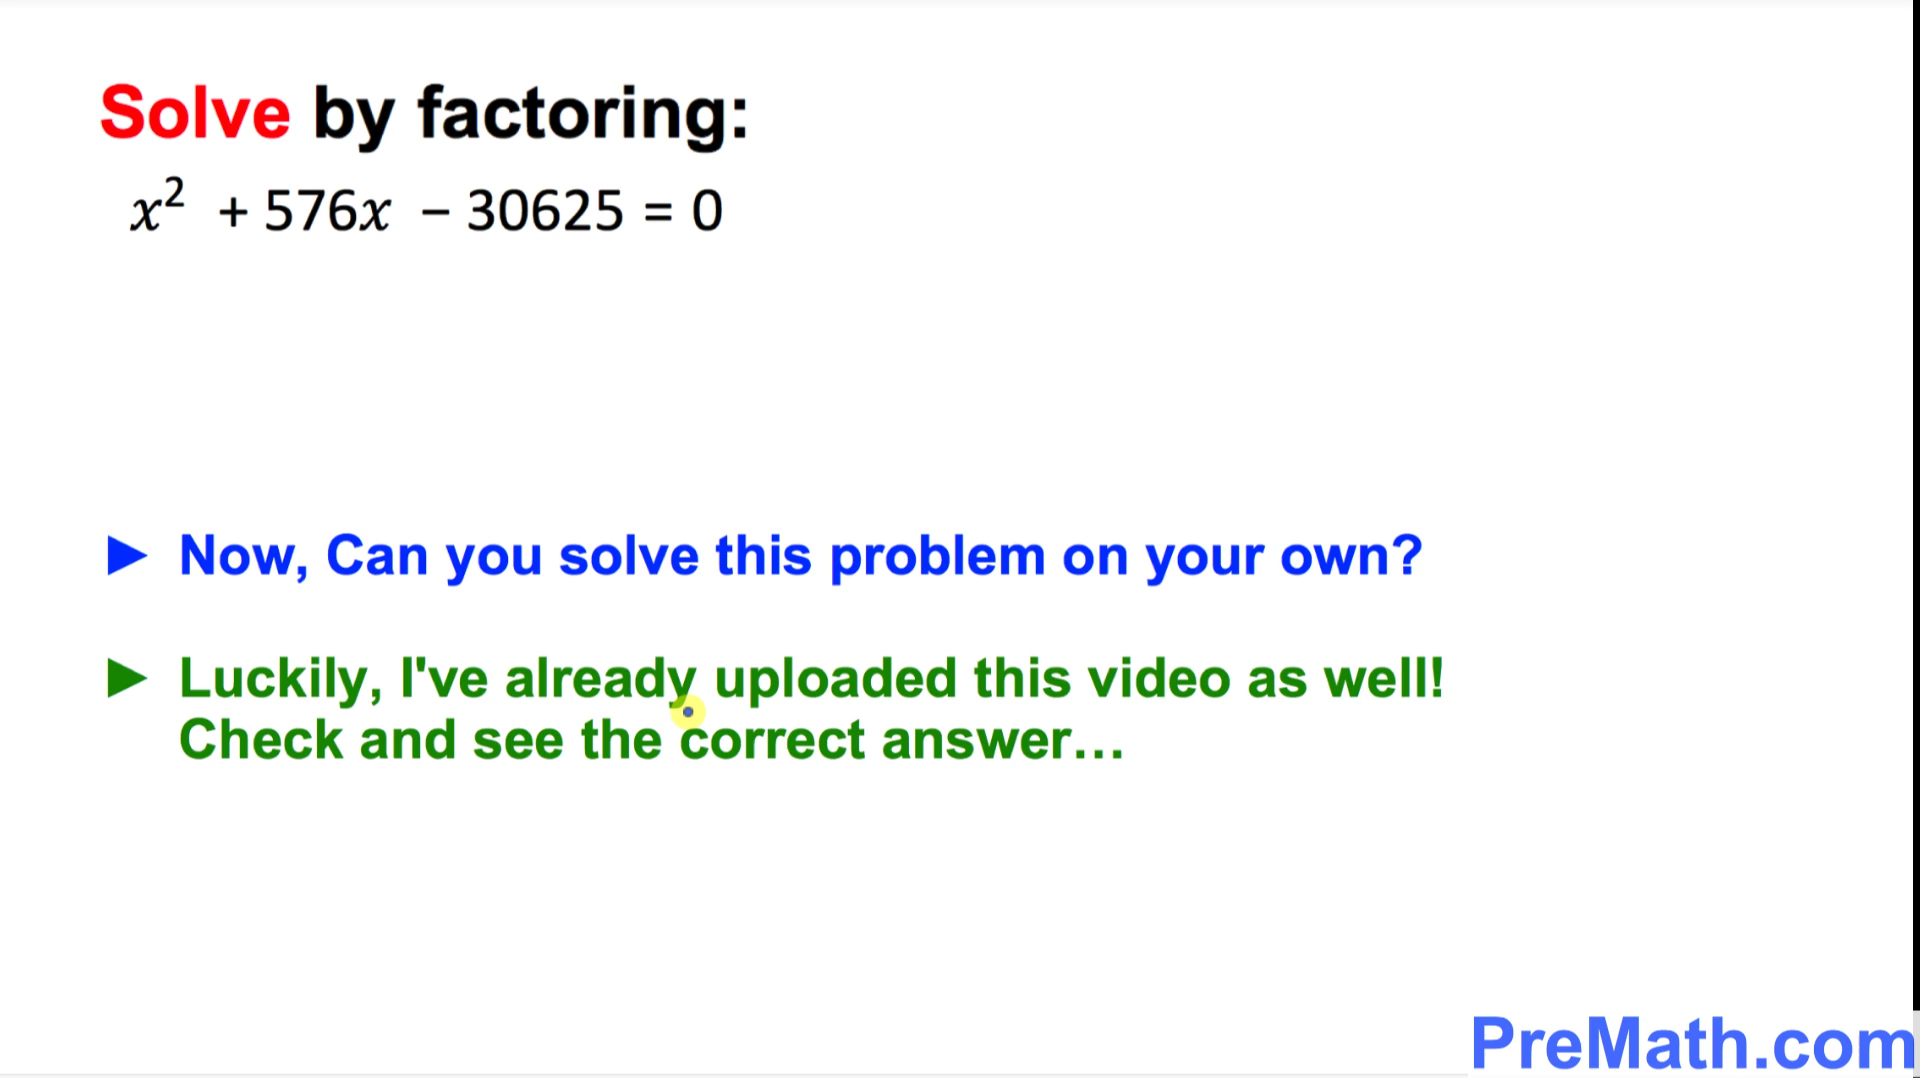 Solve by factoring:
x² + 576x − 30625 = 0
► Now, Can you solve this problem on your own?
► Luckily, I've already uploaded this video as well!
Check and see the correct answer...
PreMath.com